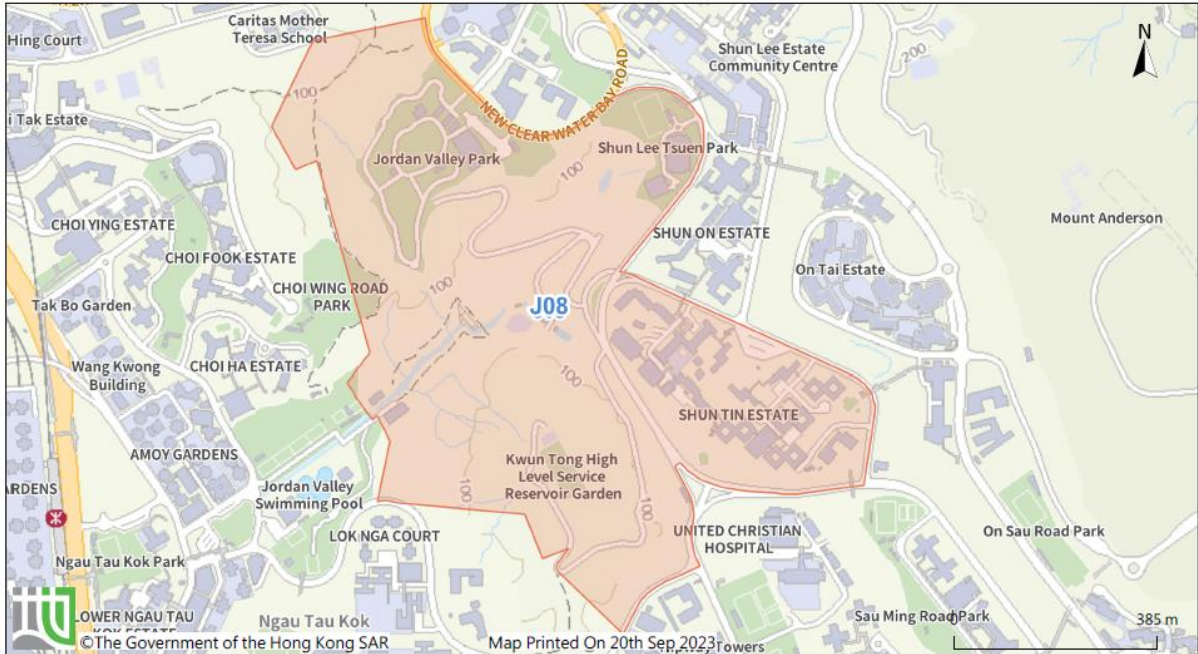 Caritas Mother
Teresa School
Hing Court
Shun Lee Estate
Community Centre
200
N
100
NEW CLEAR WATER BAY ROAD
i Tak Estate
Jordan Valley Park
Shun Lee Tsuen Park
100
Mount Anderson
CHOI YING ESTATE
SHUN ON ESTATE
CHOI FOOK ESTATE
On Tai Estate
CHOI WING ROAD
PARK
100
Tak Bo Garden
J08
Wang Kwong
Building
CHOI HA ESTATE
100
SHUN TIN ESTATE
AMOY GARDENS
Kwun Tong High
Level Service
Reservoir Garden
ARDENS
Jordan Valley
Swimming Pool
100
100
LOK NGA COURT
UNITED CHRISTIAN
HOSPITAL
On Sau Road Park
Ngau Tau Kok Park
LOWER NGAU TAU
KOK ESTATE
Ngau Tau Kok
Sau Ming Road Park
385 m
©The Government of the Hong Kong SAR
Map Printed On 20th Sep 2023
Towers